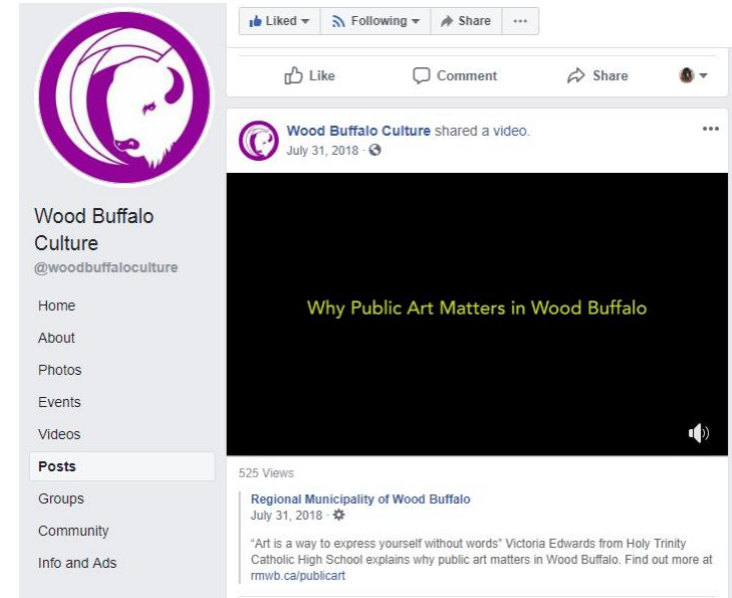 Liked Following Share ...
Like Comment Share
Wood Buffalo Culture shared a video.
July 31, 2018 ·
Wood Buffalo
Culture
@woodbuffaloculture
Home
About
Photos
Events
Videos
Posts
Groups
Community
Info and Ads
Why Public Art Matters in Wood Buffalo
525 Views
Regional Municipality of Wood Buffalo
July 31, 2018 ·
"Art is a way to express yourself without words" Victoria Edwards from Holy Trinity
Catholic High School explains why public art matters in Wood Buffalo. Find out more at
rmwb.ca/publicart